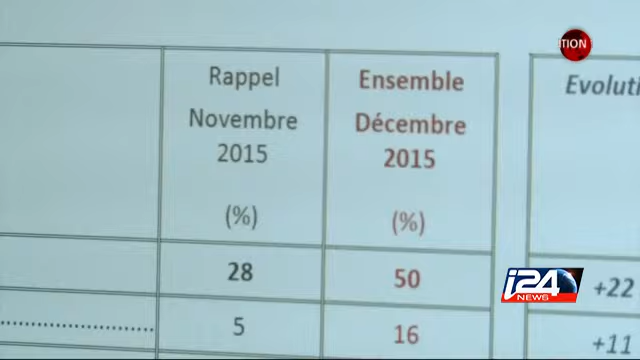 ITION
Rappel
Novembre
2015
(%)
Ensemble
Décembre
2015
(%)
Evoluti
28
50
+22
5
16
+11
i24
NEWS